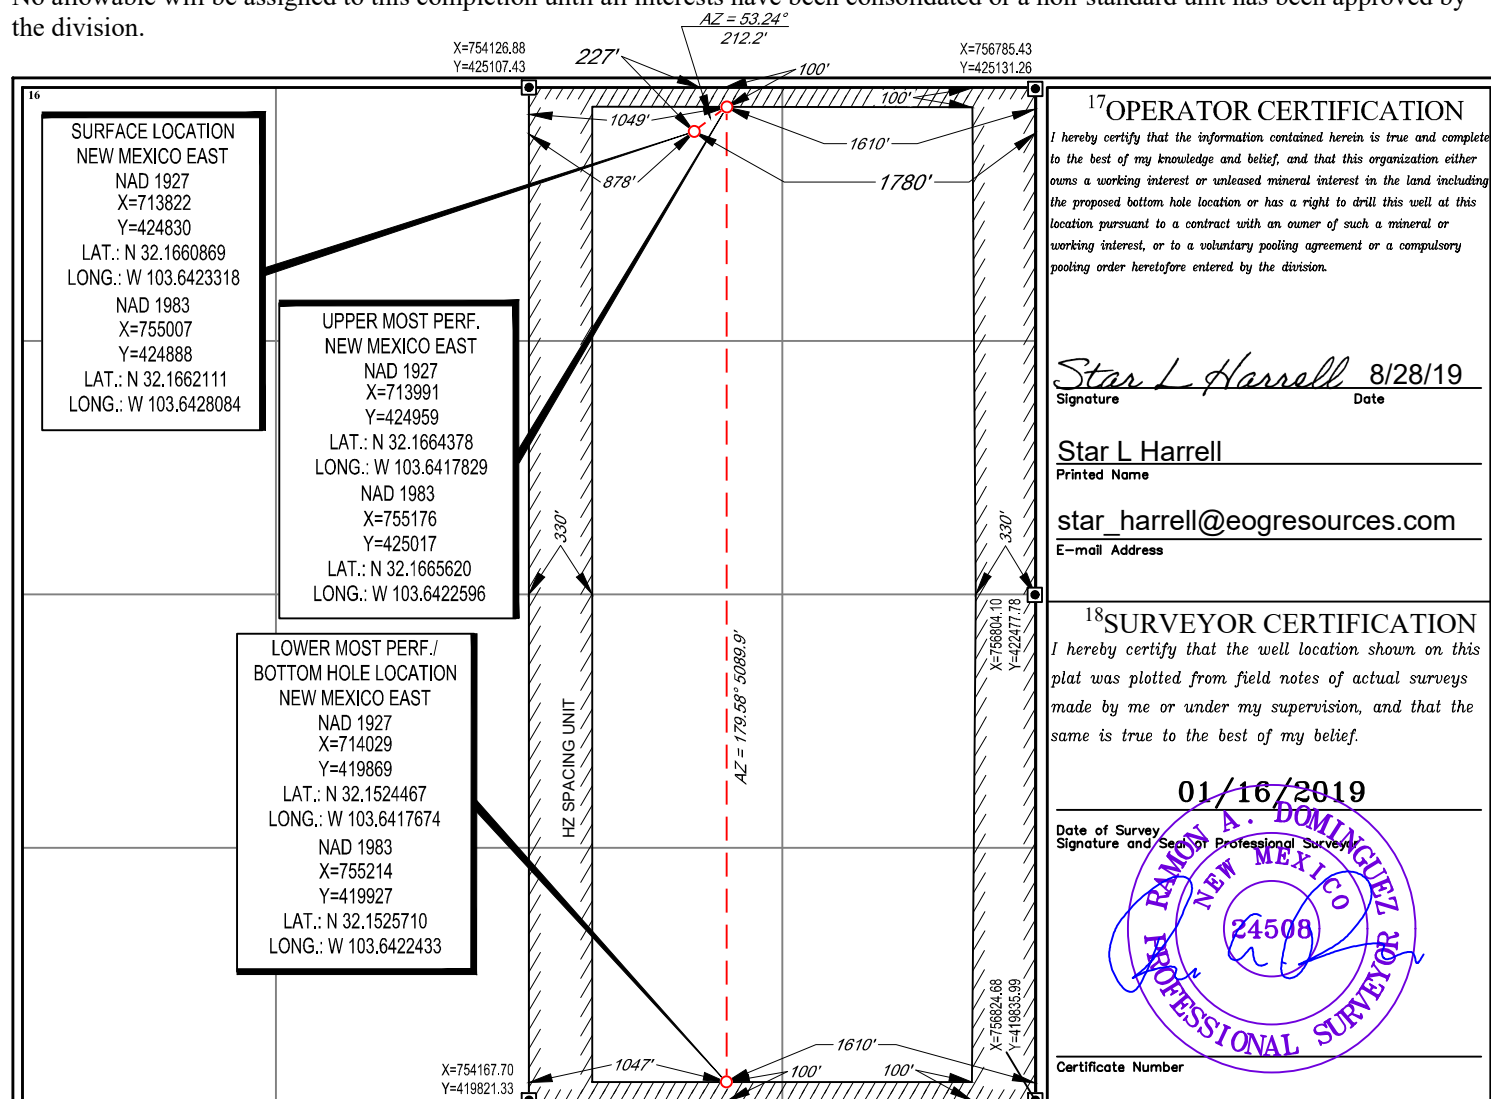 No allowable will be assigned to this completion until all interests have been consolidated or a non-standard unit has been approved by
the division.
AZ = 53.24°
212.2'
X=754126.88
Y=425107.43
227'
100'
X=756785.43
Y=425131.26
16
100'
1049'
1610'
878'
1780'
SURFACE LOCATION
NEW MEXICO EAST
NAD 1927
X=713822
Y=424830
LAT.: N 32.1660869
LONG.: W 103.6423318
NAD 1983
X=755007
Y=424888
LAT.: N 32.1662111
LONG.: W 103.6428084
UPPER MOST PERF.
NEW MEXICO EAST
NAD 1927
X=713991
Y=424959
LAT.: N 32.1664378
LONG.: W 103.6417829
NAD 1983
X=755176
Y=425017
LAT.: N 32.1665620
LONG.: W 103.6422596
330'
330'
X=756804.10
Y=422477.78
LOWER MOST PERF./
BOTTOM HOLE LOCATION
NEW MEXICO EAST
NAD 1927
X=714029
Y=419869
LAT.: N 32.1524467
LONG.: W 103.6417674
NAD 1983
X=755214
Y=419927
LAT.: N 32.1525710
LONG.: W 103.6422433
HZ SPACING UNIT
AZ = 179.58° 5089.9'
X=756824.68
Y=419835.99
X=754167.70
Y=419821.33
1047'
1610'
100'
100'
17OPERATOR CERTIFICATION
I hereby certify that the information contained herein is true and complete
to the best of my knowledge and belief, and that this organization either
owns a working interest or unleased mineral interest in the land including
the proposed bottom hole location or has a right to drill this well at this
location pursuant to a contract with an owner of such a mineral or
working interest, or to a voluntary pooling agreement or a compulsory
pooling order heretofore entered by the division.
Star L Harrell 8/28/19
Signature Date
Star L Harrell
Printed Name
star_harrell@eogresources.com
E-mail Address
18SURVEYOR CERTIFICATION
I hereby certify that the well location shown on this
plat was plotted from field notes of actual surveys
made by me or under my supervision, and that the
same is true to the best of my belief.
01/16/2019
Date of Survey
Signature and Seal of Professional Surveyor
RAMON A. DOMINGUEZ
NEW MEXICO
24508
PROFESSIONAL SURVEYOR
Certificate Number